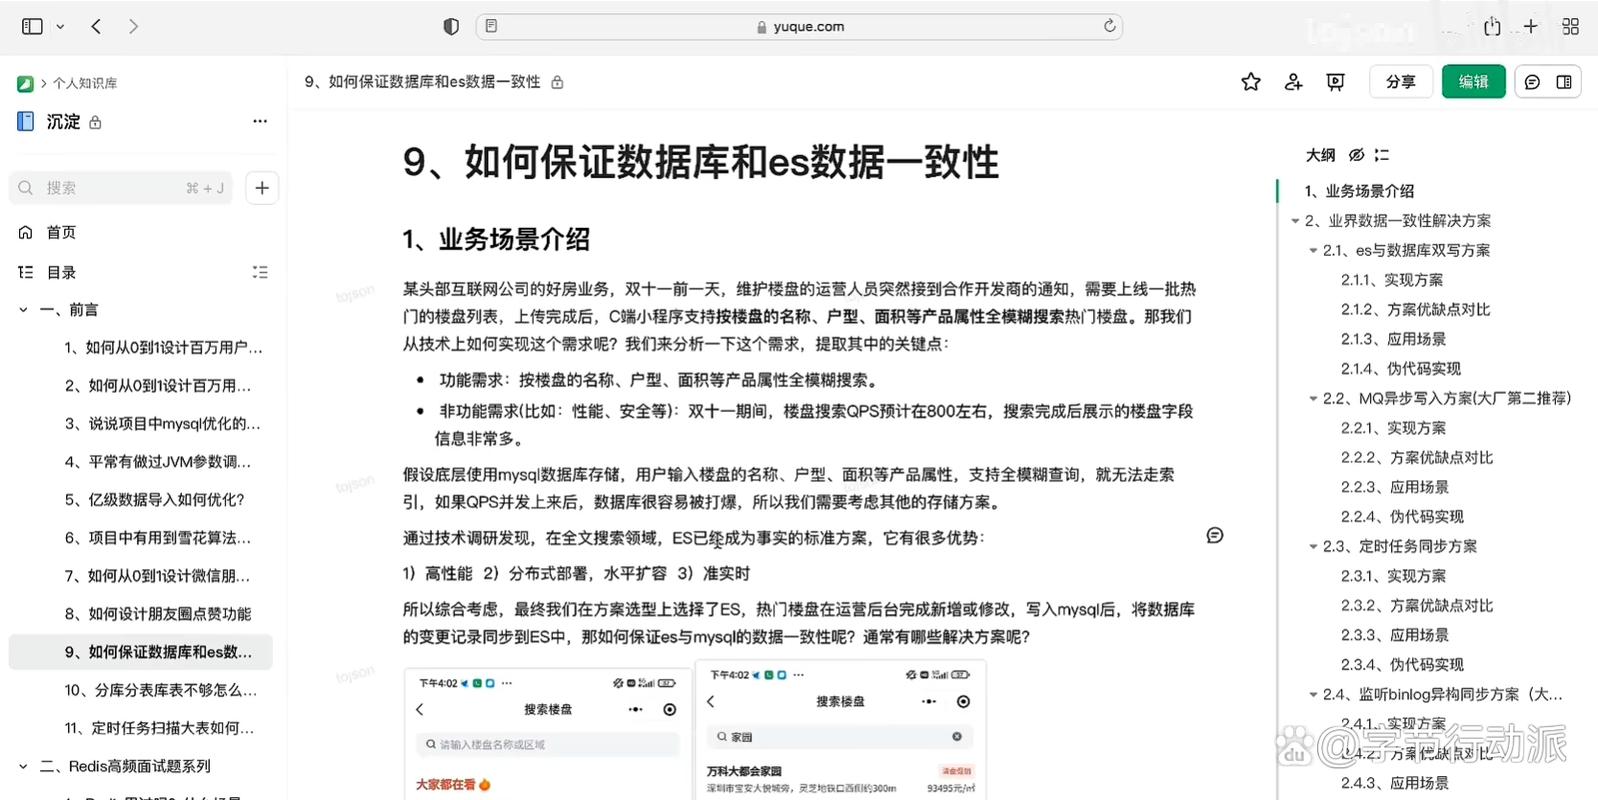 yuque.com
个人知识库
沉淀
搜索 ⌘ + J
首页
目录
一、前言
1、如何从0到1设计百万用户...
2、如何从0到1设计百万用...
3、说说项目中mysql优化的...
4、平常有做过JVM参数调...
5、亿级数据导入如何优化?
6、项目中有用到雪花算法...
7、如何从0到1设计微信朋...
8、如何设计朋友圈点赞功能
9、如何保证数据库和es数...
10、分库分表库表不够怎么...
11、定时任务扫描大表如何...
二、Redis高频面试题系列
9、如何保证数据库和es数据一致性
分享
编辑
9、如何保证数据库和es数据一致性
1、业务场景介绍
某头部互联网公司的好房业务，双十一前一天，维护楼盘的运营人员突然接到合作开发商的通知，需要上线一批热
门的楼盘列表，上传完成后，C端小程序支持按楼盘的名称、户型、面积等产品属性全模糊搜索热门楼盘。那我们
从技术上如何实现这个需求呢？我们来分析一下这个需求，提取其中的关键点：
• 功能需求：按楼盘的名称、户型、面积等产品属性全模糊搜索。
• 非功能需求(比如：性能、安全等)：双十一期间，楼盘搜索QPS预计在800左右，搜索完成后展示的楼盘字段
信息非常多。
假设底层使用mysql数据库存储，用户输入楼盘的名称、户型、面积等产品属性，支持全模糊查询，就无法走索
引，如果QPS并发上来后，数据库很容易被打爆，所以我们需要考虑其他的存储方案。
通过技术调研发现，在全文搜索领域，ES已经成为事实的标准方案，它有很多优势：
1）高性能 2）分布式部署，水平扩容 3）准实时
所以综合考虑，最终我们在方案选型上选择了ES，热门楼盘在运营后台完成新增或修改，写入mysql后，将数据库
的变更记录同步到ES中，那如何保证es与mysql的数据一致性呢？通常有哪些解决方案呢？
tojson
tojson
tojson
下午4:02
搜索楼盘
请输入楼盘名称或区域
大家都在看
下午4:02
搜索楼盘
家园
万科大都会家园
深圳市宝安大悦城旁，灵芝地铁口西侧约300m 93495元/㎡
大纲
1、业务场景介绍
2、业界数据一致性解决方案
2.1、es与数据库双写方案
2.1.1、实现方案
2.1.2、方案优缺点对比
2.1.3、应用场景
2.1.4、伪代码实现
2.2、MQ异步写入方案(大厂第二推荐)
2.2.1、实现方案
2.2.2、方案优缺点对比
2.2.3、应用场景
2.2.4、伪代码实现
2.3、定时任务同步方案
2.3.1、实现方案
2.3.2、方案优缺点对比
2.3.3、应用场景
2.3.4、伪代码实现
2.4、监听binlog异构同步方案（大...
2.4.1、实现方案
2.4.2、方案优缺点对比
2.4.3、应用场景
du @字节行动派